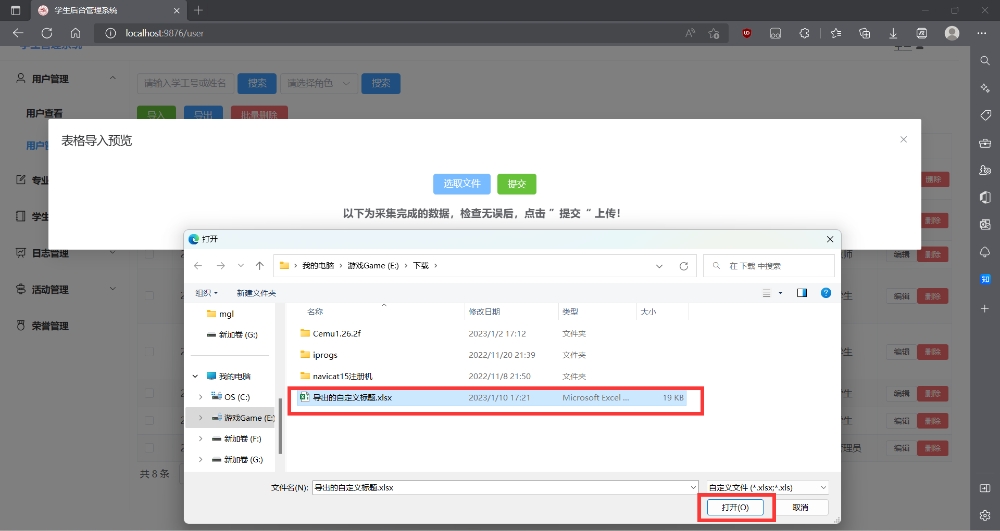 学生后台管理系统
localhost:9876/user
学生管理系统
王三
用户管理
请输入学工号或姓名 搜索 请选择角色 搜索
用户查看
导入 导出 批量删除
表格导入预览
用户管
专业
选取文件 提交
删除
学生
以下为采集完成的数据，检查无误后，点击 ” 提交 “ 上传！
删除
打开
日志管理
师 编辑 删除
我的电脑 游戏Game (E:) 下载
在 下载 中搜索
组织 新建文件夹
活动管理
学生 编辑 删除
名称 修改日期 类型 大小
mgl
新加卷 (G:)
Cemu1.26.2f 2023/1/2 17:12 文件夹
荣誉管理
iprogs 2022/11/20 21:39 文件夹
学生 编辑 删除
我的电脑
navicat15注册机 2022/11/8 21:50 文件夹
OS (C:)
导出的自定义标题.xlsx 2023/1/10 17:21 Microsoft Excel ... 19 KB
学生 编辑 删除
游戏Game (E:)
学生 编辑 删除
新加卷 (F:)
管理员 编辑 删除
新加卷 (G:)
共 8 条
文件名(N): 导出的自定义标题.xlsx 自定义文件 (*.xlsx;*.xls)
打开(O) 取消
知